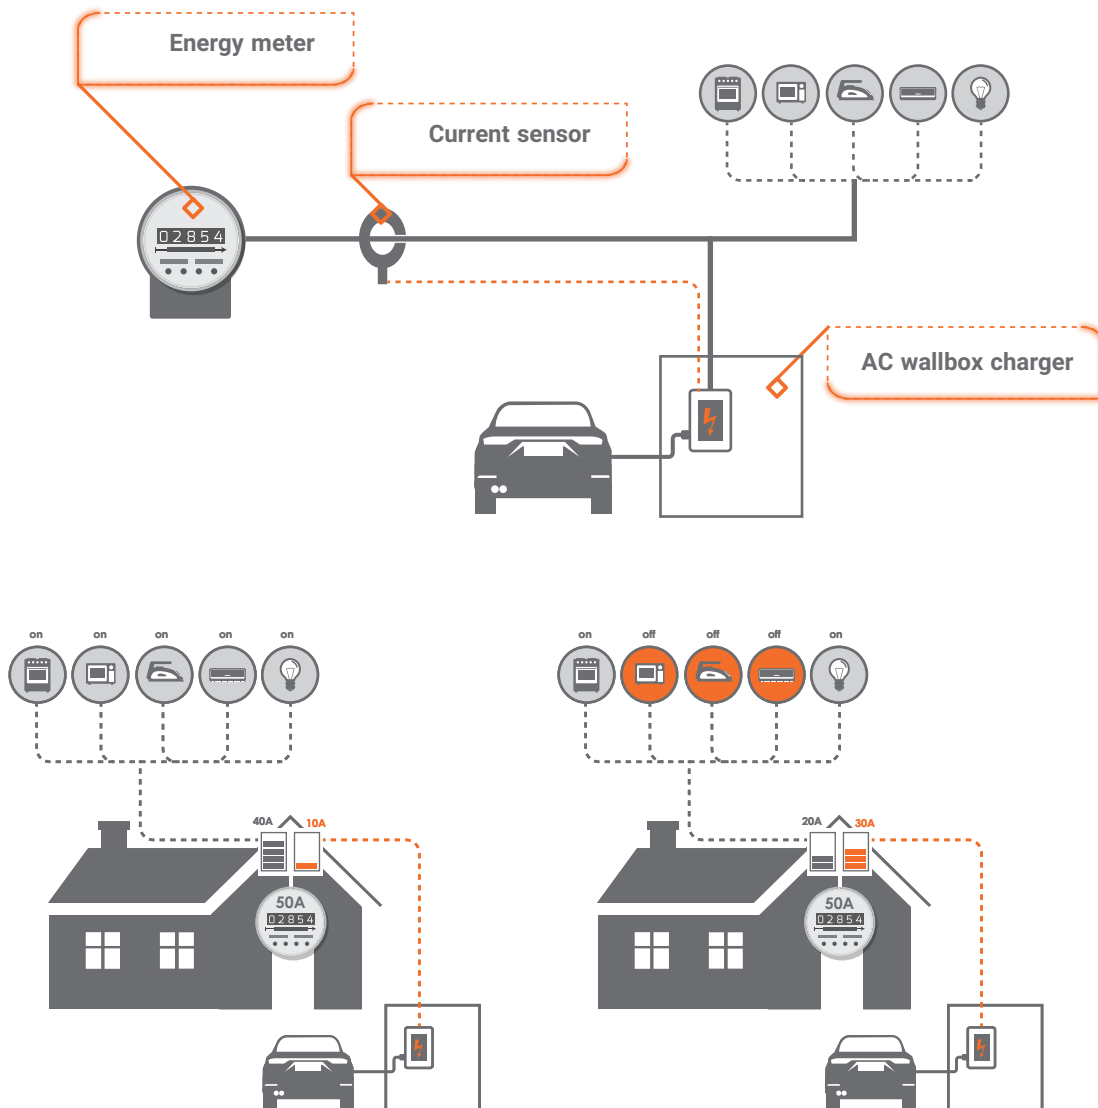 Energy meter
Current sensor
02854
AC wallbox charger
on on on on on
on off off off on
40A 10A
20A 30A
50A
02854
50A
02854